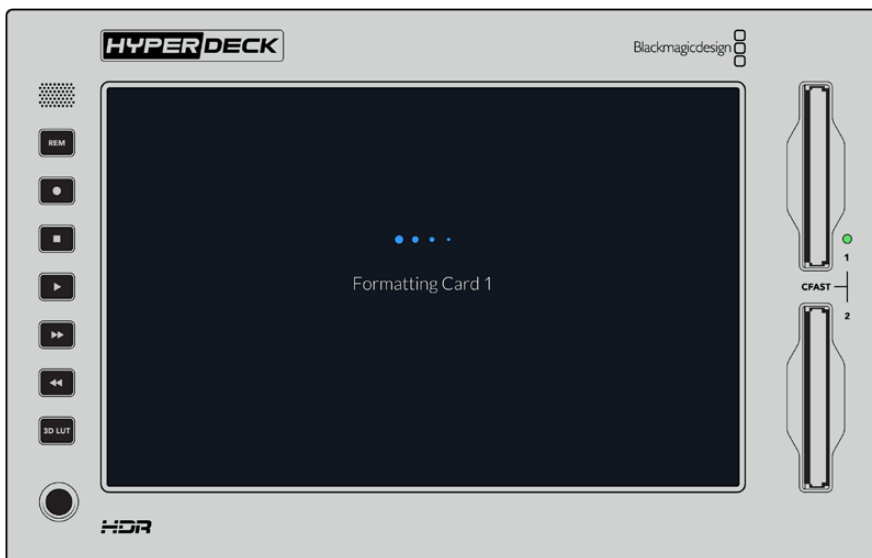 HYPERDECK
Blackmagicdesign
REM
Formatting Card 1
1
CFAST
2
3D LUT
HDR